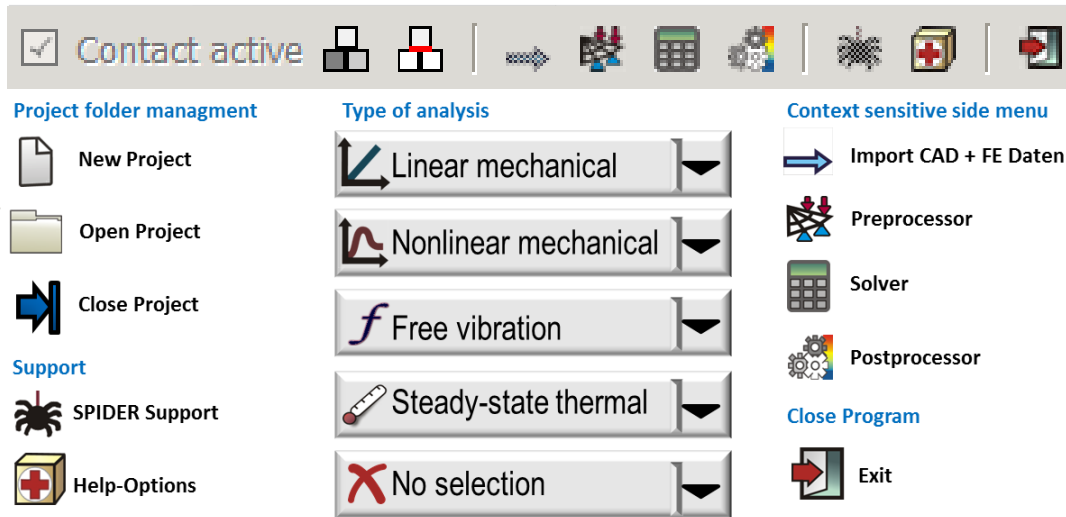 Contact active
Project folder managment
New Project
Open Project
Close Project
Support
SPIDER Support
Help-Options
Type of analysis
Linear mechanical
Nonlinear mechanical
f Free vibration
Steady-state thermal
No selection
Context sensitive side menu
Import CAD + FE Daten
Preprocessor
Solver
Postprocessor
Close Program
Exit